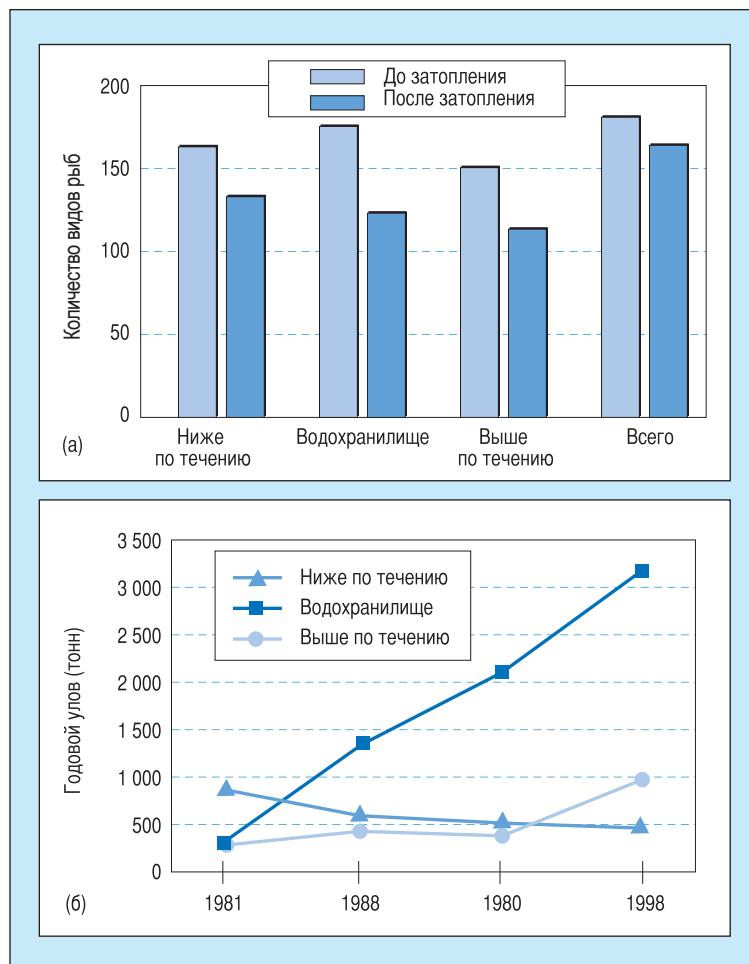 До затопления
После затопления
Количество видов рыб
200
150
100
50
0
Ниже
по течению
Водохранилище
Выше
по течению
Всего
(а)
Ниже по течению
Водохранилище
Выше по течению
Годовой улов (тонн)
3 500
3 000
2 500
2 000
1 500
1 000
500
0
1981
1988
1980
1998
(б)